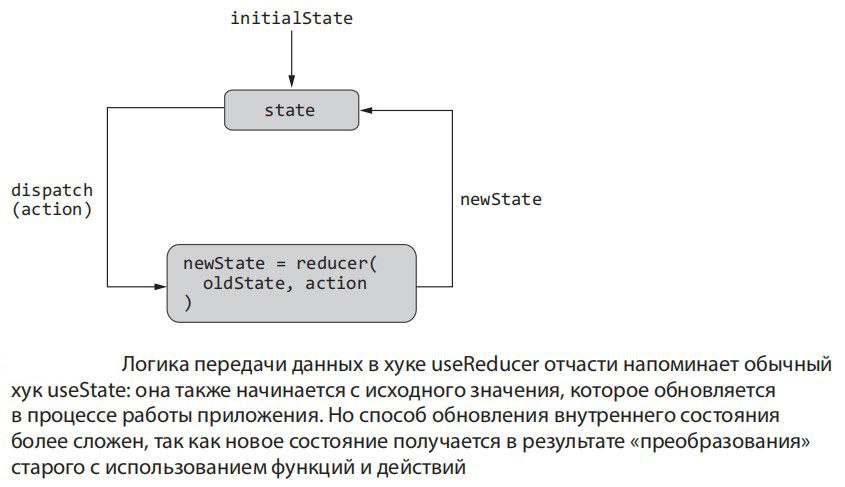 initialState
state
dispatch
(action)
newState
newState = reducer(
oldState, action
)
Логика передачи данных в хуке useReducer отчасти напоминает обычный
хук useState: она также начинается с исходного значения, которое обновляется
в процессе работы приложения. Но способ обновления внутреннего состояния
более сложен, так как новое состояние получается в результате «преобразования»
старого с использованием функций и действий